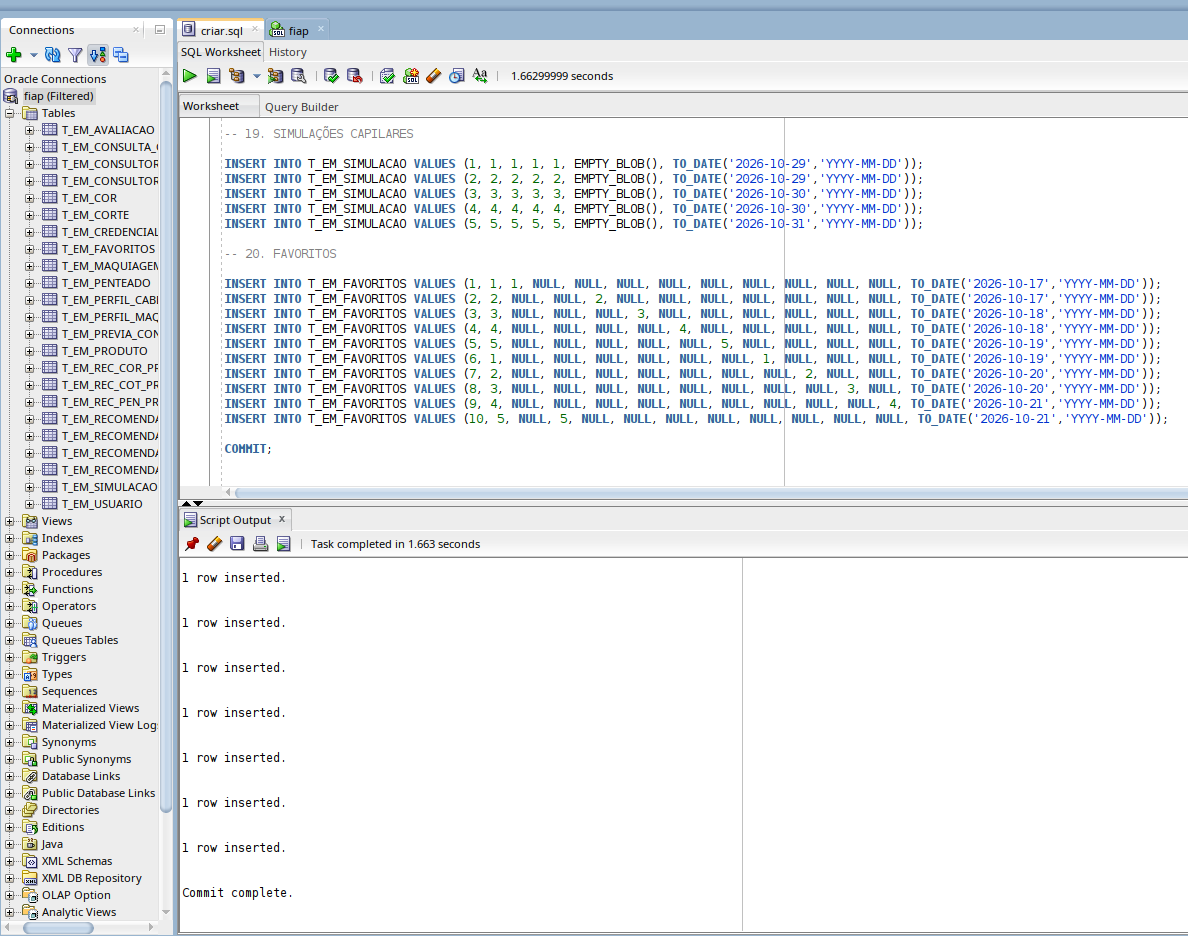 Connections
Oracle Connections
fiap (Filtered)
Tables
T_EM_AVALIACAO
T_EM_CONSULTA_
T_EM_CONSULTOR
T_EM_CONSULTOR
T_EM_COR
T_EM_CORTE
T_EM_CREDENCIAL
T_EM_FAVORITOS
T_EM_MAQUIAGEM
T_EM_PENTEADO
T_EM_PERFIL_CABI
T_EM_PERFIL_MAQ
T_EM_PREVIA_CON
T_EM_PRODUTO
T_EM_REC_COR_PR
T_EM_REC_COT_PR
T_EM_REC_PEN_PR
T_EM_RECOMENDA
T_EM_RECOMENDA
T_EM_RECOMENDA
T_EM_RECOMENDA
T_EM_SIMULACAO
T_EM_USUARIO
Views
Indexes
Packages
Procedures
Functions
Operators
Queues
Queues Tables
Triggers
Types
Sequences
Materialized Views
Materialized View Log
Synonyms
Public Synonyms
Database Links
Public Database Links
Directories
Editions
Java
XML Schemas
XML DB Repository
OLAP Option
Analytic Views
criar.sql
fiap
SQL Worksheet History
1.66299999 seconds
Worksheet Query Builder
-- 19. SIMULAÇÕES CAPILARES
INSERT INTO T_EM_SIMULACAO VALUES (1, 1, 1, 1, 1, EMPTY_BLOB(), TO_DATE('2026-10-29','YYYY-MM-DD'));
INSERT INTO T_EM_SIMULACAO VALUES (2, 2, 2, 2, 2, EMPTY_BLOB(), TO_DATE('2026-10-29','YYYY-MM-DD'));
INSERT INTO T_EM_SIMULACAO VALUES (3, 3, 3, 3, 3, EMPTY_BLOB(), TO_DATE('2026-10-30','YYYY-MM-DD'));
INSERT INTO T_EM_SIMULACAO VALUES (4, 4, 4, 4, 4, EMPTY_BLOB(), TO_DATE('2026-10-30','YYYY-MM-DD'));
INSERT INTO T_EM_SIMULACAO VALUES (5, 5, 5, 5, 5, EMPTY_BLOB(), TO_DATE('2026-10-31','YYYY-MM-DD'));
-- 20. FAVORITOS
INSERT INTO T_EM_FAVORITOS VALUES (1, 1, 1, NULL, NULL, NULL, NULL, NULL, NULL, NULL, NULL, NULL, TO_DATE('2026-10-17','YYYY-MM-DD'));
INSERT INTO T_EM_FAVORITOS VALUES (2, 2, NULL, NULL, 2, NULL, NULL, NULL, NULL, NULL, NULL, NULL, TO_DATE('2026-10-17','YYYY-MM-DD'));
INSERT INTO T_EM_FAVORITOS VALUES (3, 3, NULL, NULL, NULL, 3, NULL, NULL, NULL, NULL, NULL, NULL, TO_DATE('2026-10-18','YYYY-MM-DD'));
INSERT INTO T_EM_FAVORITOS VALUES (4, 4, NULL, NULL, NULL, NULL, 4, NULL, NULL, NULL, NULL, NULL, TO_DATE('2026-10-18','YYYY-MM-DD'));
INSERT INTO T_EM_FAVORITOS VALUES (5, 5, NULL, NULL, NULL, NULL, NULL, 5, NULL, NULL, NULL, NULL, TO_DATE('2026-10-19','YYYY-MM-DD'));
INSERT INTO T_EM_FAVORITOS VALUES (6, 1, NULL, NULL, NULL, NULL, NULL, NULL, 1, NULL, NULL, NULL, TO_DATE('2026-10-19','YYYY-MM-DD'));
INSERT INTO T_EM_FAVORITOS VALUES (7, 2, NULL, NULL, NULL, NULL, NULL, NULL, NULL, 2, NULL, NULL, TO_DATE('2026-10-20','YYYY-MM-DD'));
INSERT INTO T_EM_FAVORITOS VALUES (8, 3, NULL, NULL, NULL, NULL, NULL, NULL, NULL, NULL, 3, NULL, TO_DATE('2026-10-20','YYYY-MM-DD'));
INSERT INTO T_EM_FAVORITOS VALUES (9, 4, NULL, NULL, NULL, NULL, NULL, NULL, NULL, NULL, NULL, 4, TO_DATE('2026-10-21','YYYY-MM-DD'));
INSERT INTO T_EM_FAVORITOS VALUES (10, 5, NULL, 5, NULL, NULL, NULL, NULL, NULL, NULL, NULL, NULL, TO_DATE('2026-10-21','YYYY-MM-DD'));
COMMIT;
Script Output
Task completed in 1.663 seconds
1 row inserted.
1 row inserted.
1 row inserted.
1 row inserted.
1 row inserted.
1 row inserted.
1 row inserted.
Commit complete.